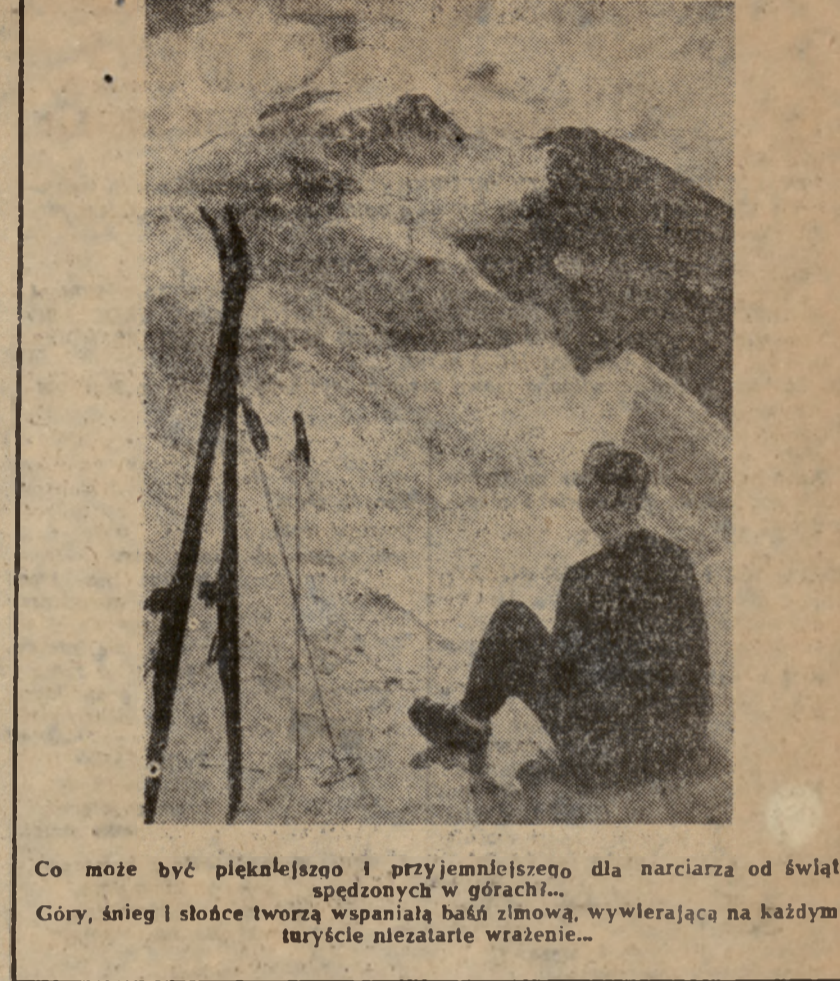 Co może być piękniejszgo i przyjemniejszego dla narciarza od świąt
spędzonych w górach?...
Góry, śnieg i słońce tworzą wspaniałą baśń zimową, wywierającą na każdym
turyście niezatarte wrażenie...